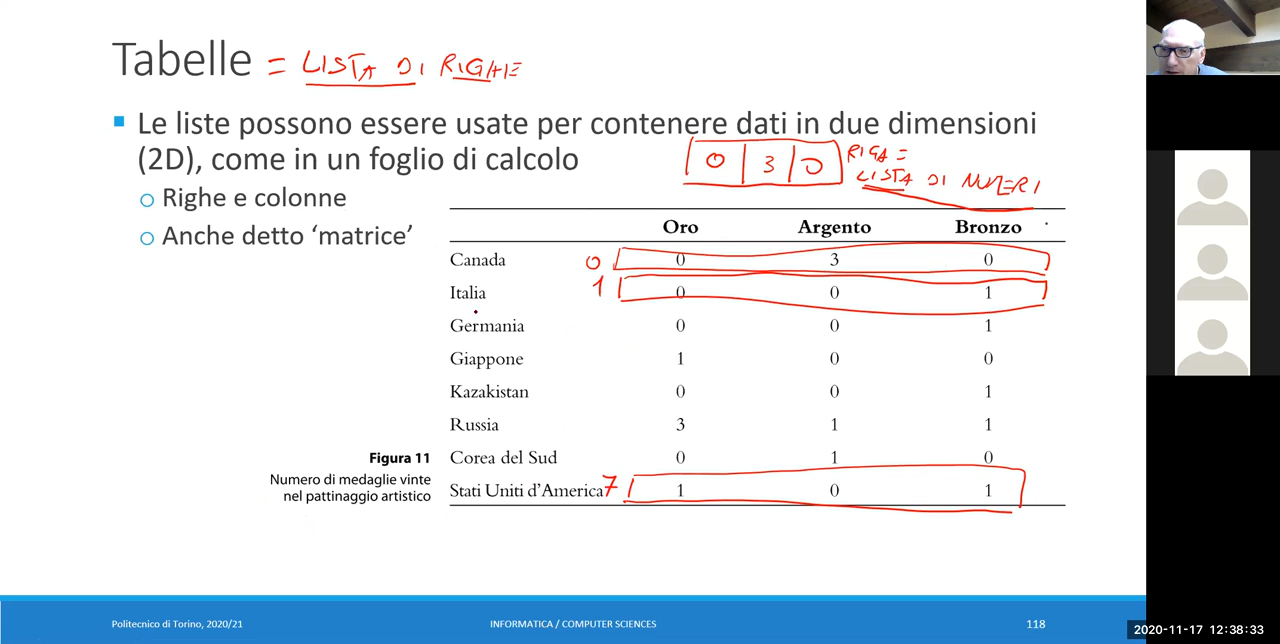 Tabelle = LISTA DI RIGHE
Le liste possono essere usate per contenere dati in due dimensioni
(2D), come in un foglio di calcolo
0 3 0 RIGA =
LISTA DI NUMERI
Righe e colonne
Anche detto ‘matrice’
Oro Argento Bronzo
Canada 0 0 3 0
Italia 1 0 0 1
Germania 0 0 1
Giappone 1 0 0
Kazakistan 0 0 1
Russia 3 1 1
Figura 11 Corea del Sud 0 1 0
Numero di medaglie vinte
nel pattinaggio artistico
Stati Uniti d’America 7 1 0 1
Politecnico di Torino, 2020/21 INFORMATICA / COMPUTER SCIENCES 118
2020-11-17 12:38:33